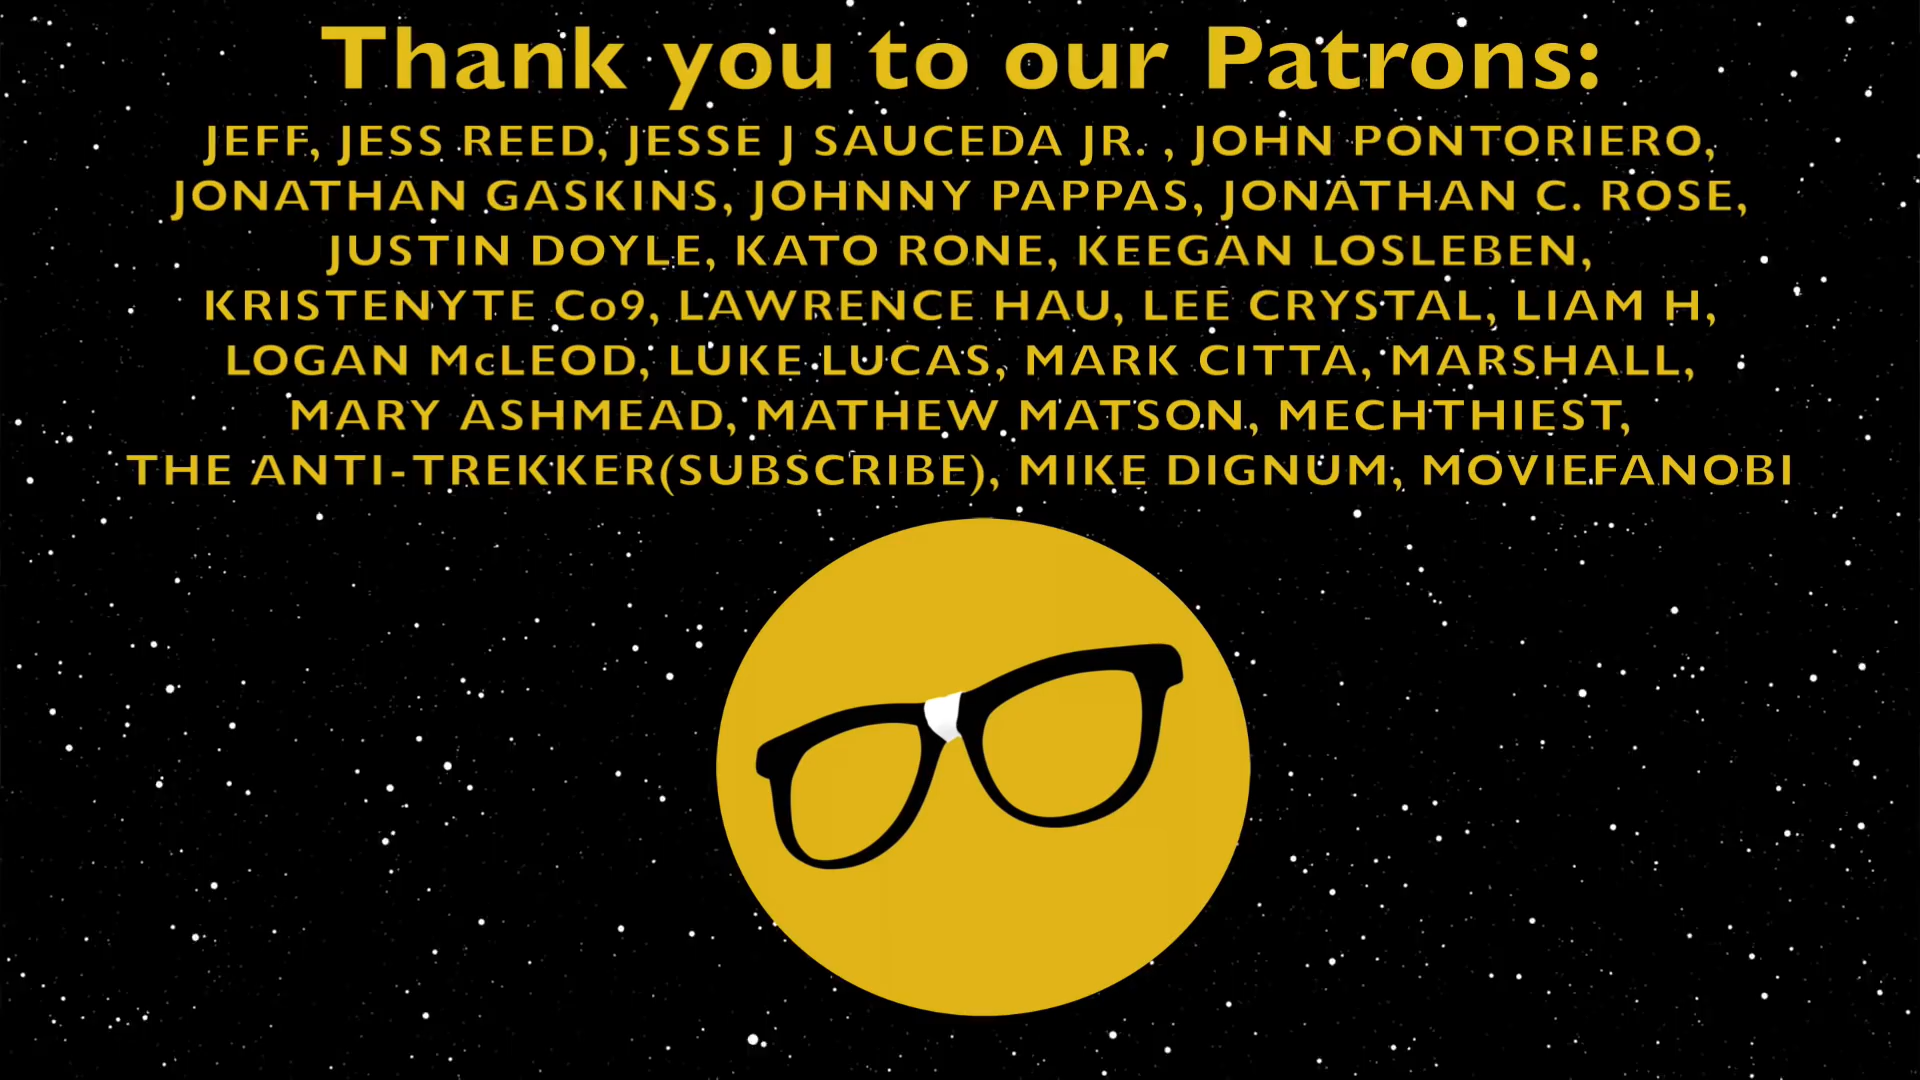 Thank you to our Patrons:
JEFF, JESS REED, JESSE J SAUCEDA JR. , JOHN PONTORIERO,
JONATHAN GASKINS, JOHNNY PAPPAS, JONATHAN C. ROSE,
JUSTIN DOYLE, KATO RONE, KEEGAN LOSLEBEN,
KRISTENYTE Co9, LAWRENCE HAU, LEE CRYSTAL, LIAM H,
LOGAN McLEOD, LUKE LUCAS, MARK CITTA, MARSHALL,
MARY ASHMEAD, MATHEW MATSON, MECHTHIEST,
THE ANTI-TREKKER(SUBSCRIBE), MIKE DIGNUM, MOVIEFANOBI